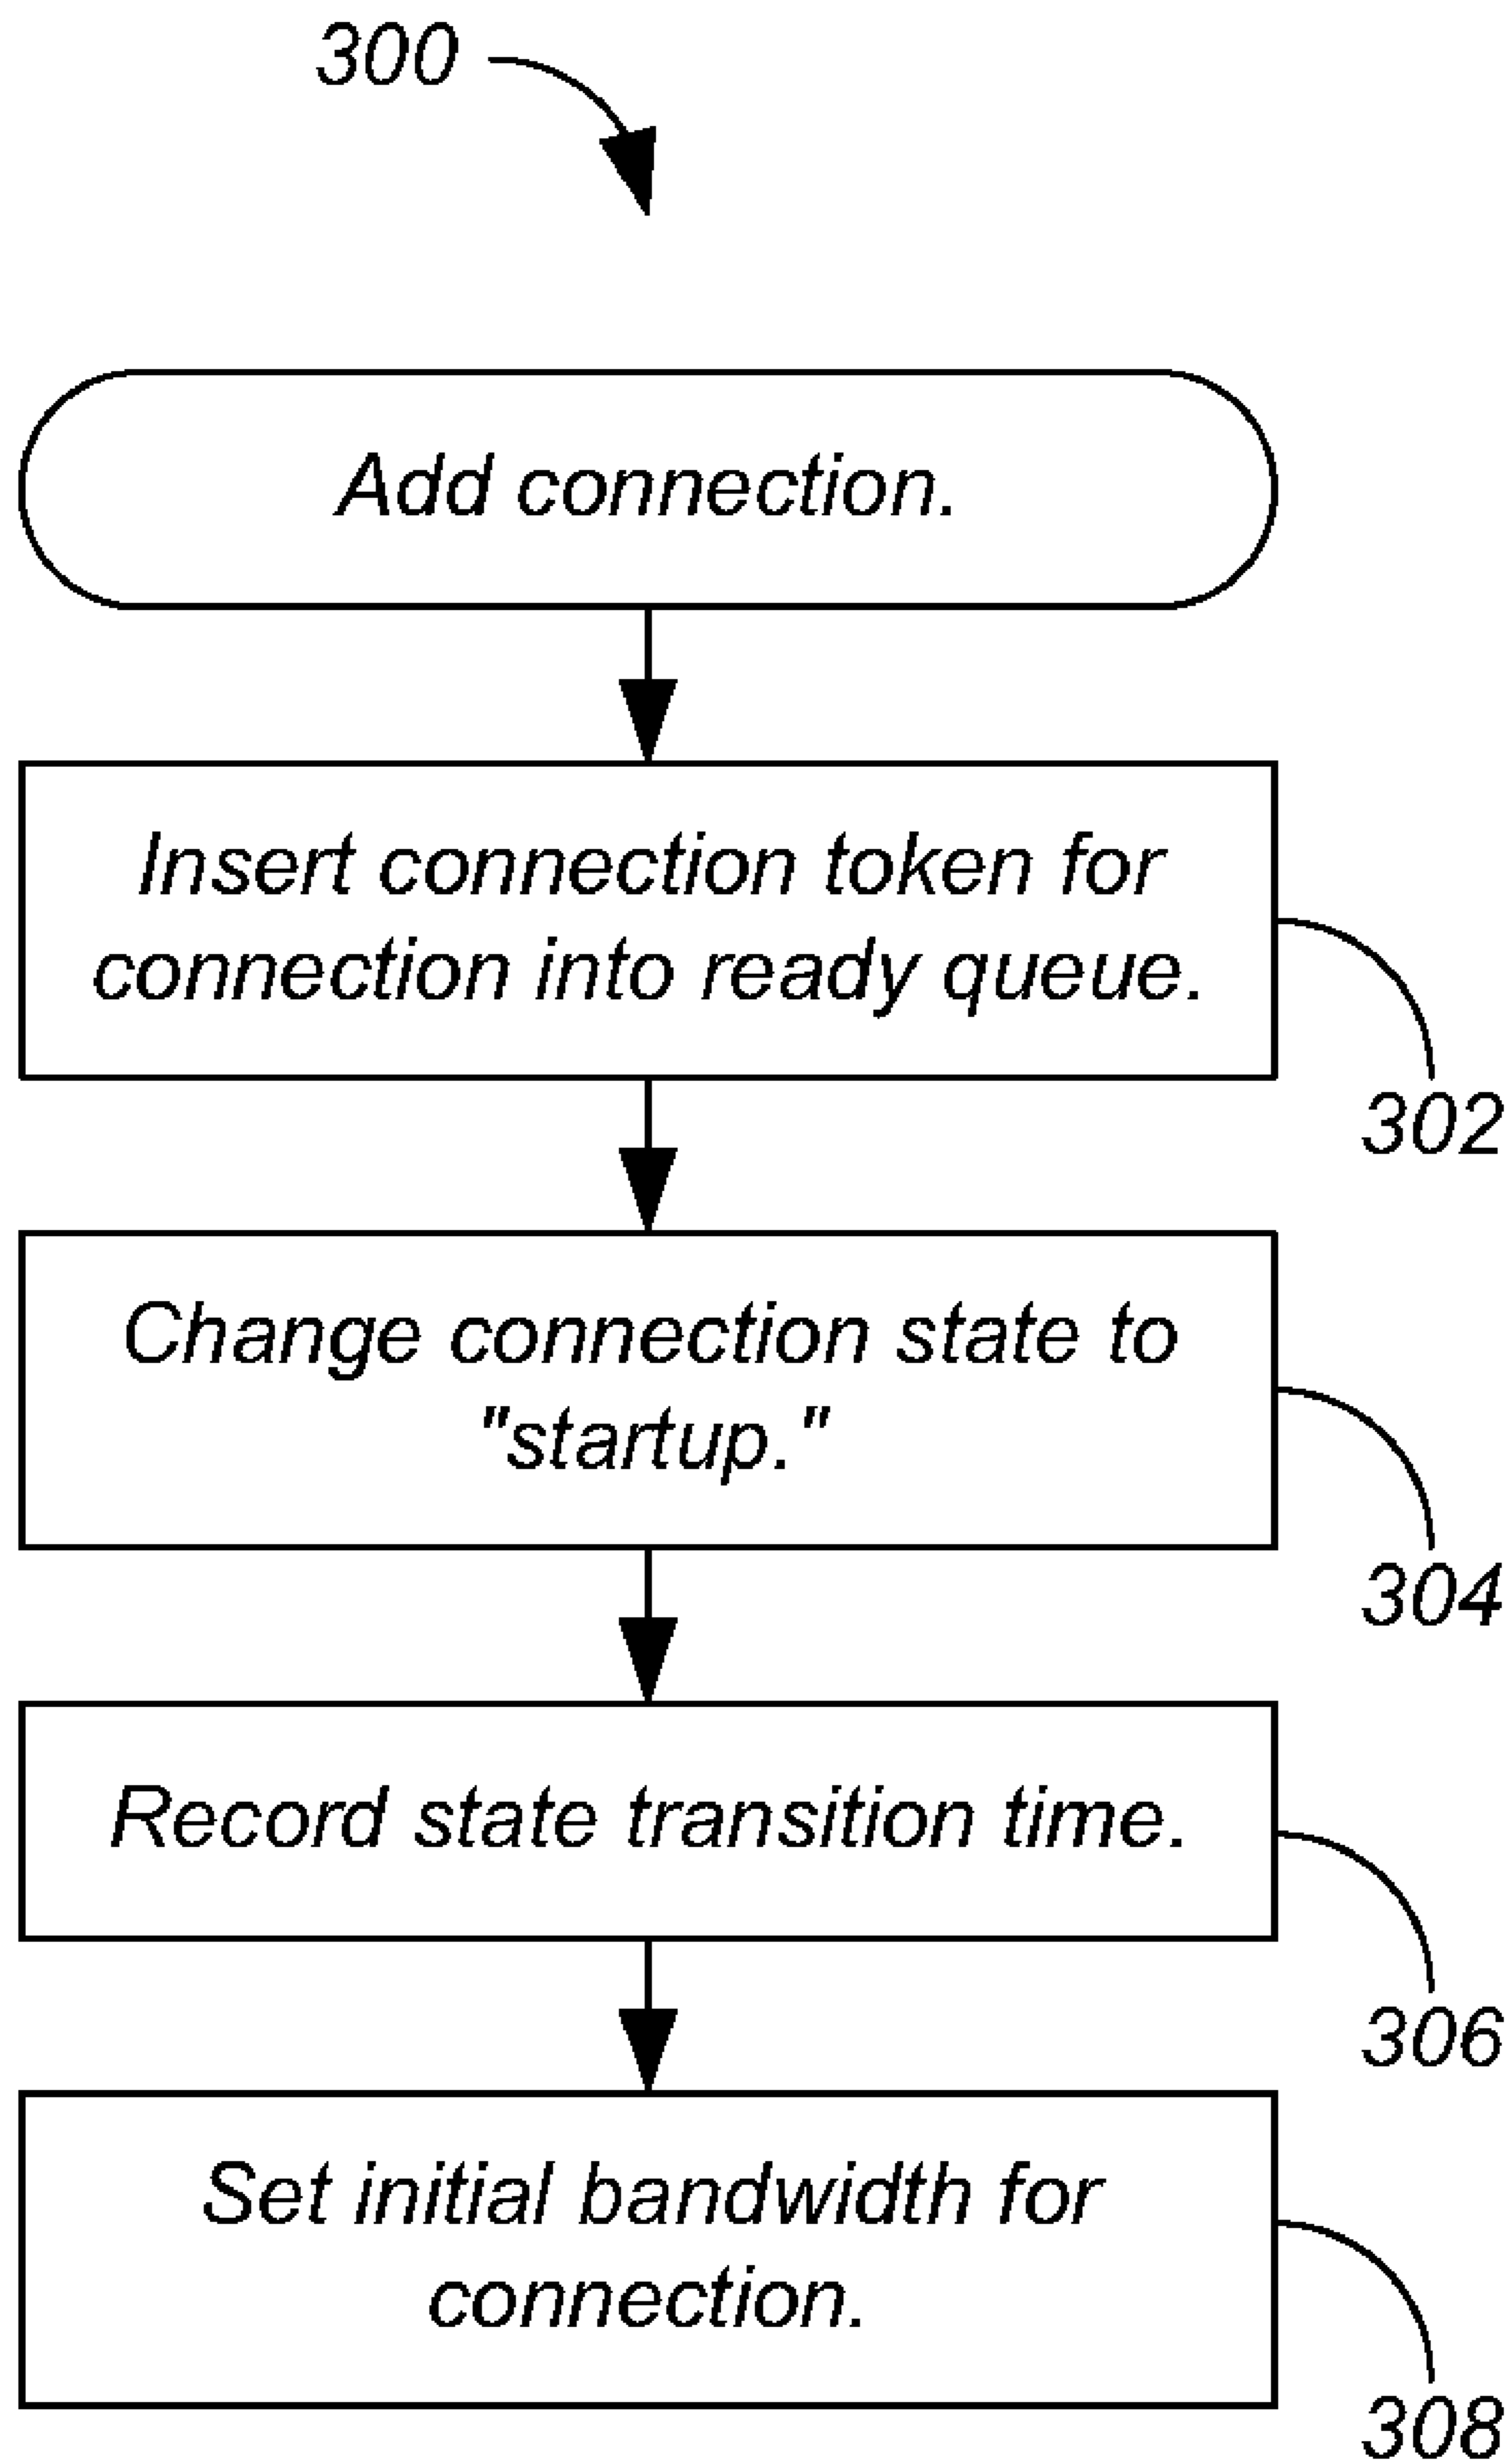 300
Add connection.
Insert connection token for
connection into ready queue.
302
Change connection state to
"startup."
304
Record state transition time.
306
Set initial bandwidth for
connection.
308